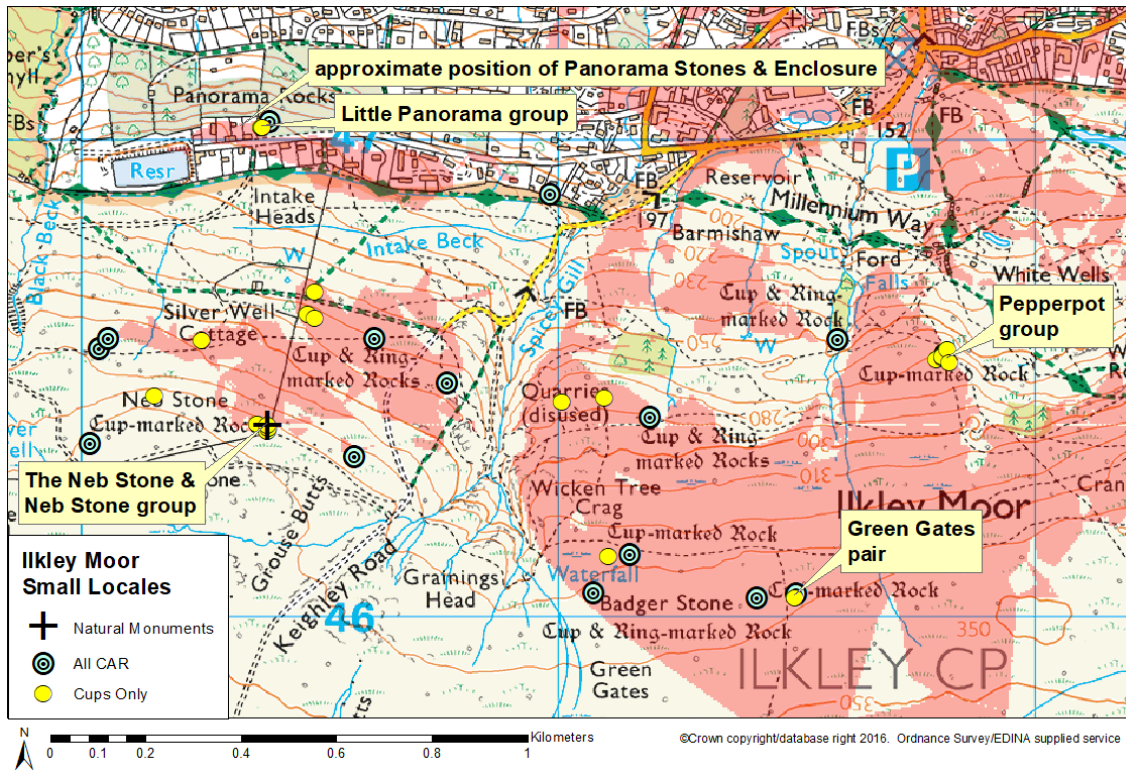 approximate position of Panorama Stones & Enclosure
Panorama Rocks
Little Panorama group
FBs
FBs
FB
FB
152
47
Resr
Reservoir
P
Intake
Heads
Intake Beck
W
Black Beck
FB
197
200
Barmishaw
Millennium Way
220
230
Spout
Ford
Falls
White Wells
Spicey Gill
FB
Cup & Ring-
marked Rock
Pepperpot
group
Silver Well
Cottage
250
W
Cup & Ring-
marked Rocks
Cup-marked Rock
Quarries
(disused)
280
Neb Stone
Cup-marked Rock
Cup & Ring-
marked Rocks
300
310
The Neb Stone &
Neb Stone group
Wicken Tree
Crag
Ilkley Moor
Cran
Green Gates
pair
Grouse Butts
Keighley Road
Cup-marked Rock
Waterfall
Gramings
Head
Badger Stone
Cup-marked Rock
46
Cup & Ring-marked Rock
350
Green
Gates
ILKLEY CP
350
Ilkley Moor
Small Locales
Natural Monuments
All CAR
Cups Only
N
0 0.1 0.2 0.4 0.6 0.8 1
Kilometers
©Crown copyright/database right 2016. Ordnance Survey/EDINA supplied service